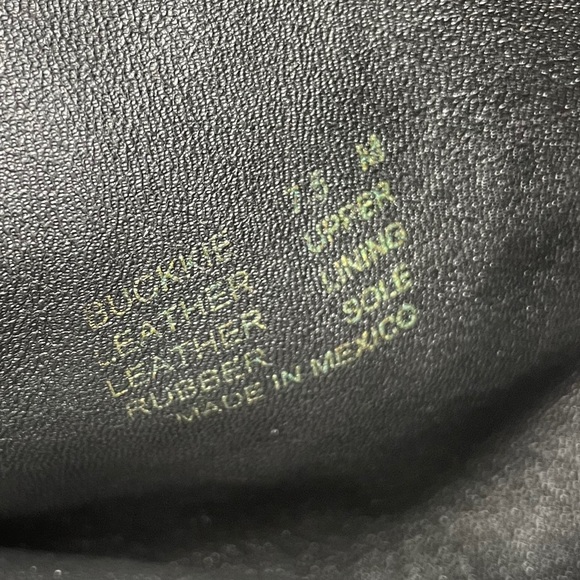 BUCKKIE 7 5 M
LEATHER UPPER
LEATHER LINING
RUBBER SOLE
MADE IN MEXICO